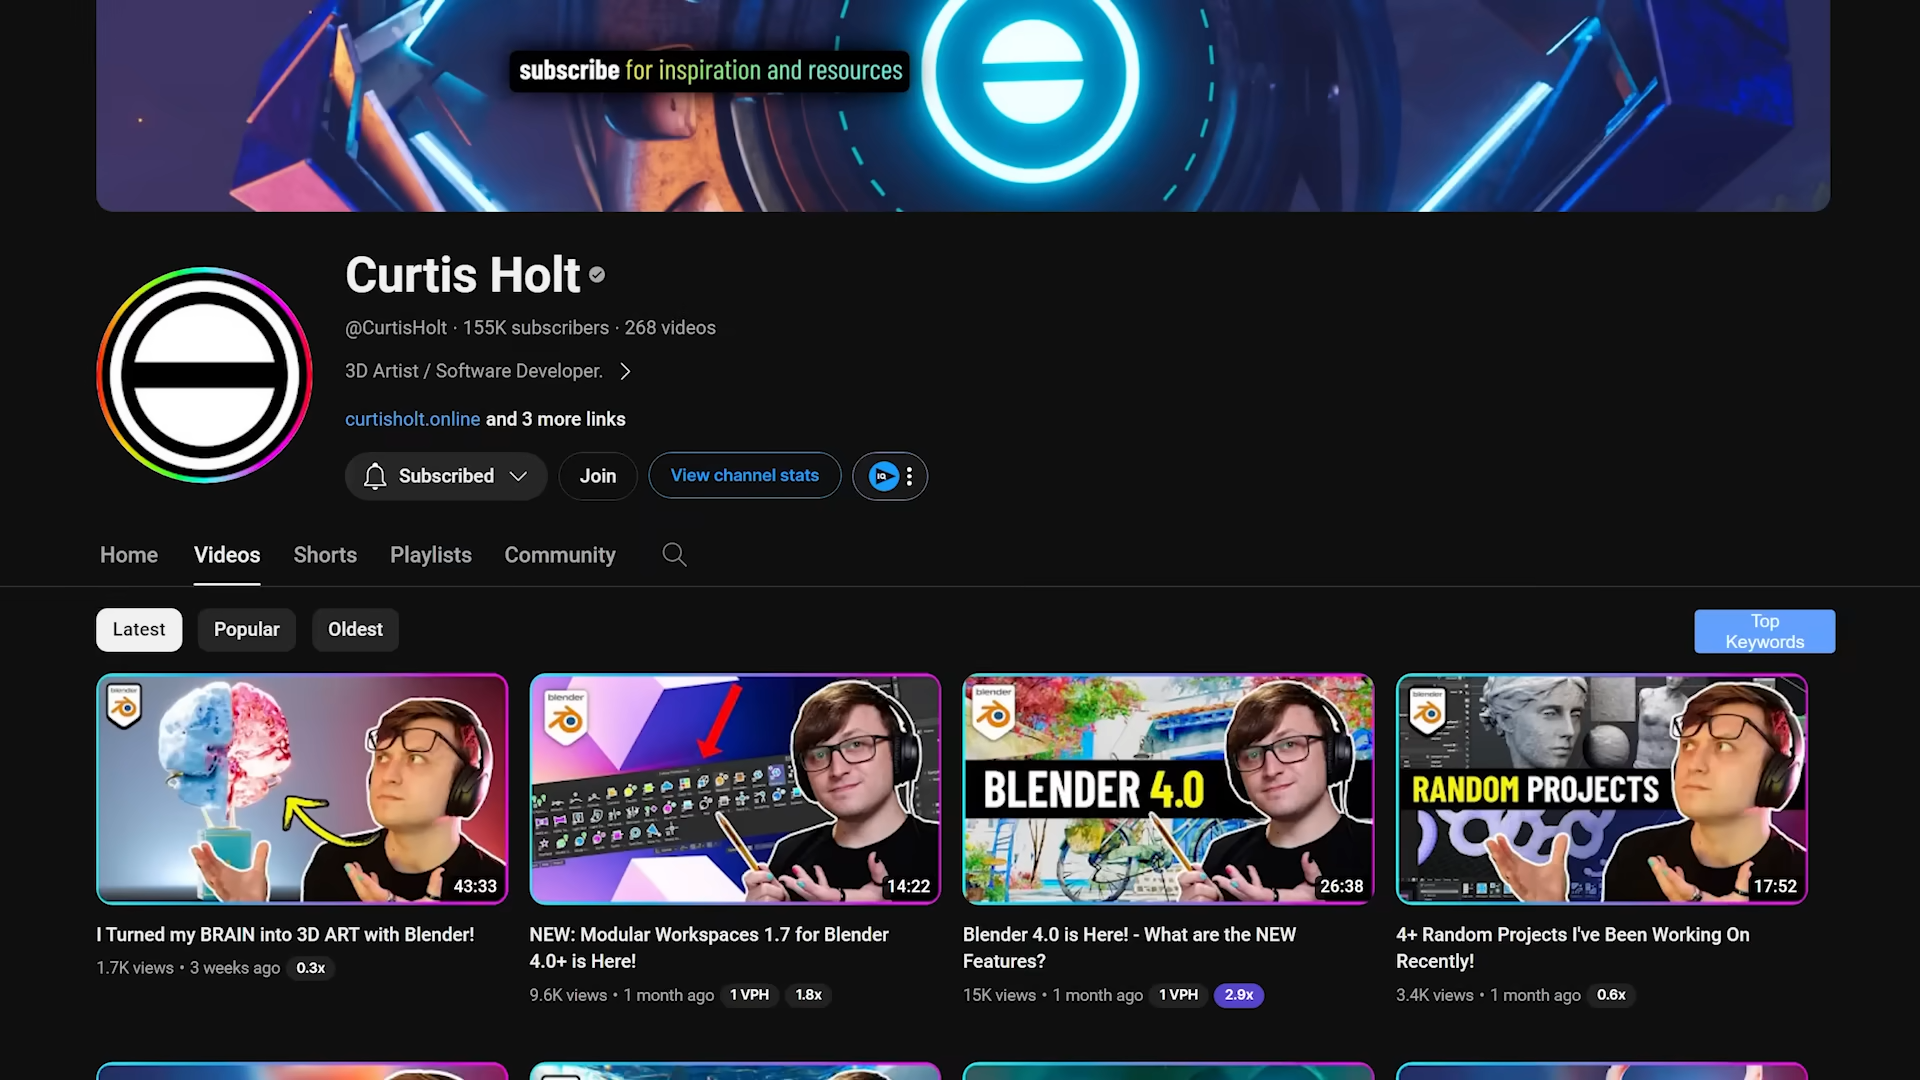 subscribe for inspiration and resources
Curtis Holt
@CurtisHolt · 155K subscribers · 268 videos
3D Artist / Software Developer.
curtisholt.online and 3 more links
Subscribed
Join
View channel stats
IQ
Home
Videos
Shorts
Playlists
Community
Latest
Popular
Oldest
Top
Keywords
blender
43:33
blender
14:22
blender
BLENDER 4.0
26:38
blender
RANDOM PROJECTS
17:52
I Turned my BRAIN into 3D ART with Blender!
1.7K views • 3 weeks ago 0.3x
NEW: Modular Workspaces 1.7 for Blender
4.0+ is Here!
9.6K views • 1 month ago 1 VPH 1.8x
Blender 4.0 is Here! - What are the NEW
Features?
15K views • 1 month ago 1 VPH 2.9x
4+ Random Projects I've Been Working On
Recently!
3.4K views • 1 month ago 0.6x